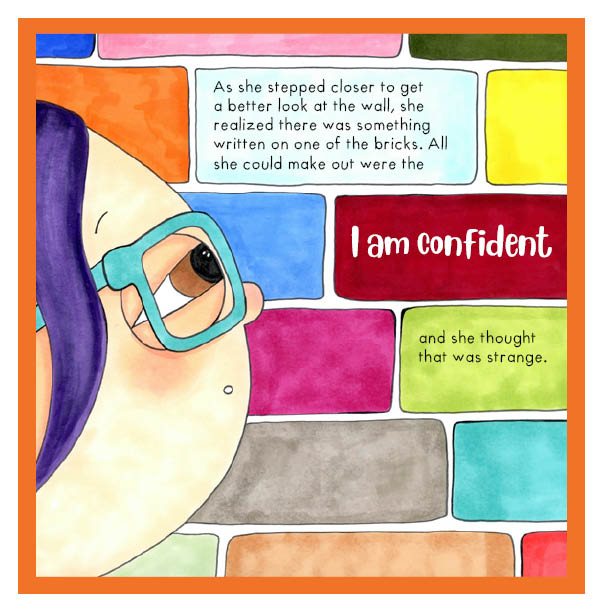 As she stepped closer to get
a better look at the wall, she
realized there was something
written on one of the bricks. All
she could make out were the
I am confident
and she thought
that was strange.